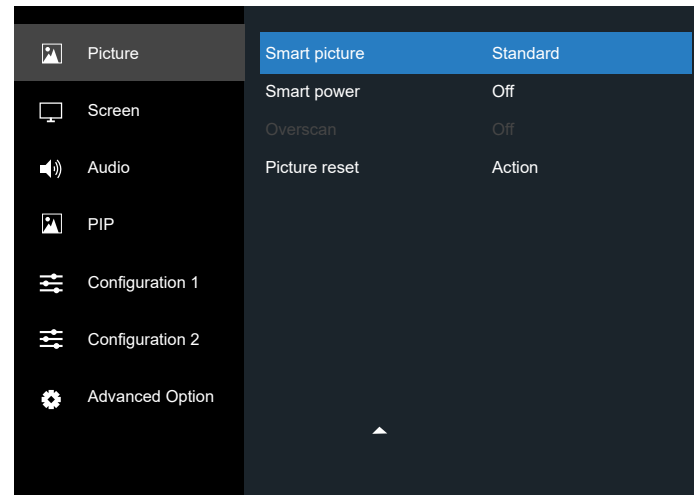 Picture
Screen
Audio
PIP
Configuration 1
Configuration 2
Advanced Option
Smart picture Standard
Smart power Off
Overscan Off
Picture reset Action